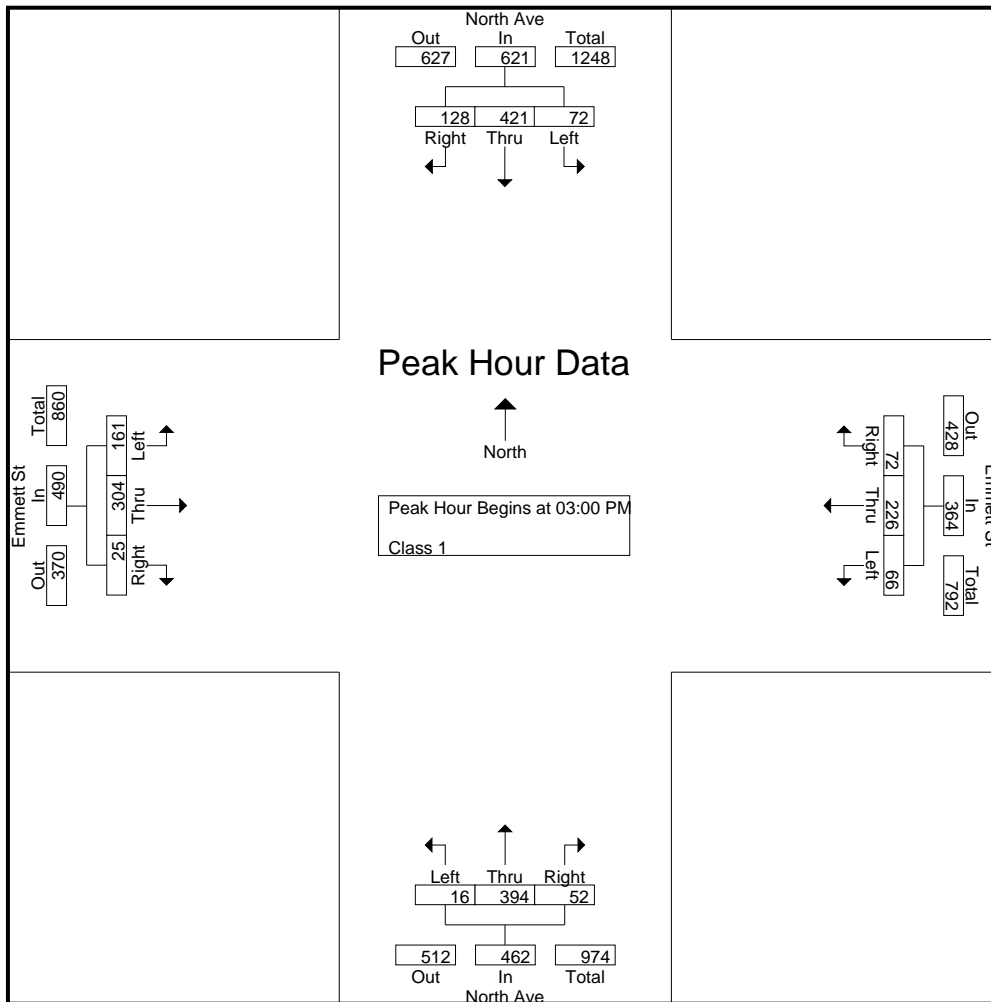 North Ave
Out In Total
627 621 1248
128 421 72
Right Thru Left
Peak Hour Data
North
Peak Hour Begins at 03:00 PM
Class 1
Emmett St
Out In Total
370 490 860
25 304 161
Right Thru Left
Emmett St
Out In Total
428 364 792
72 226 66
Right Thru Left
Left Thru Right
16 394 52
512 462 974
Out In Total
North Ave